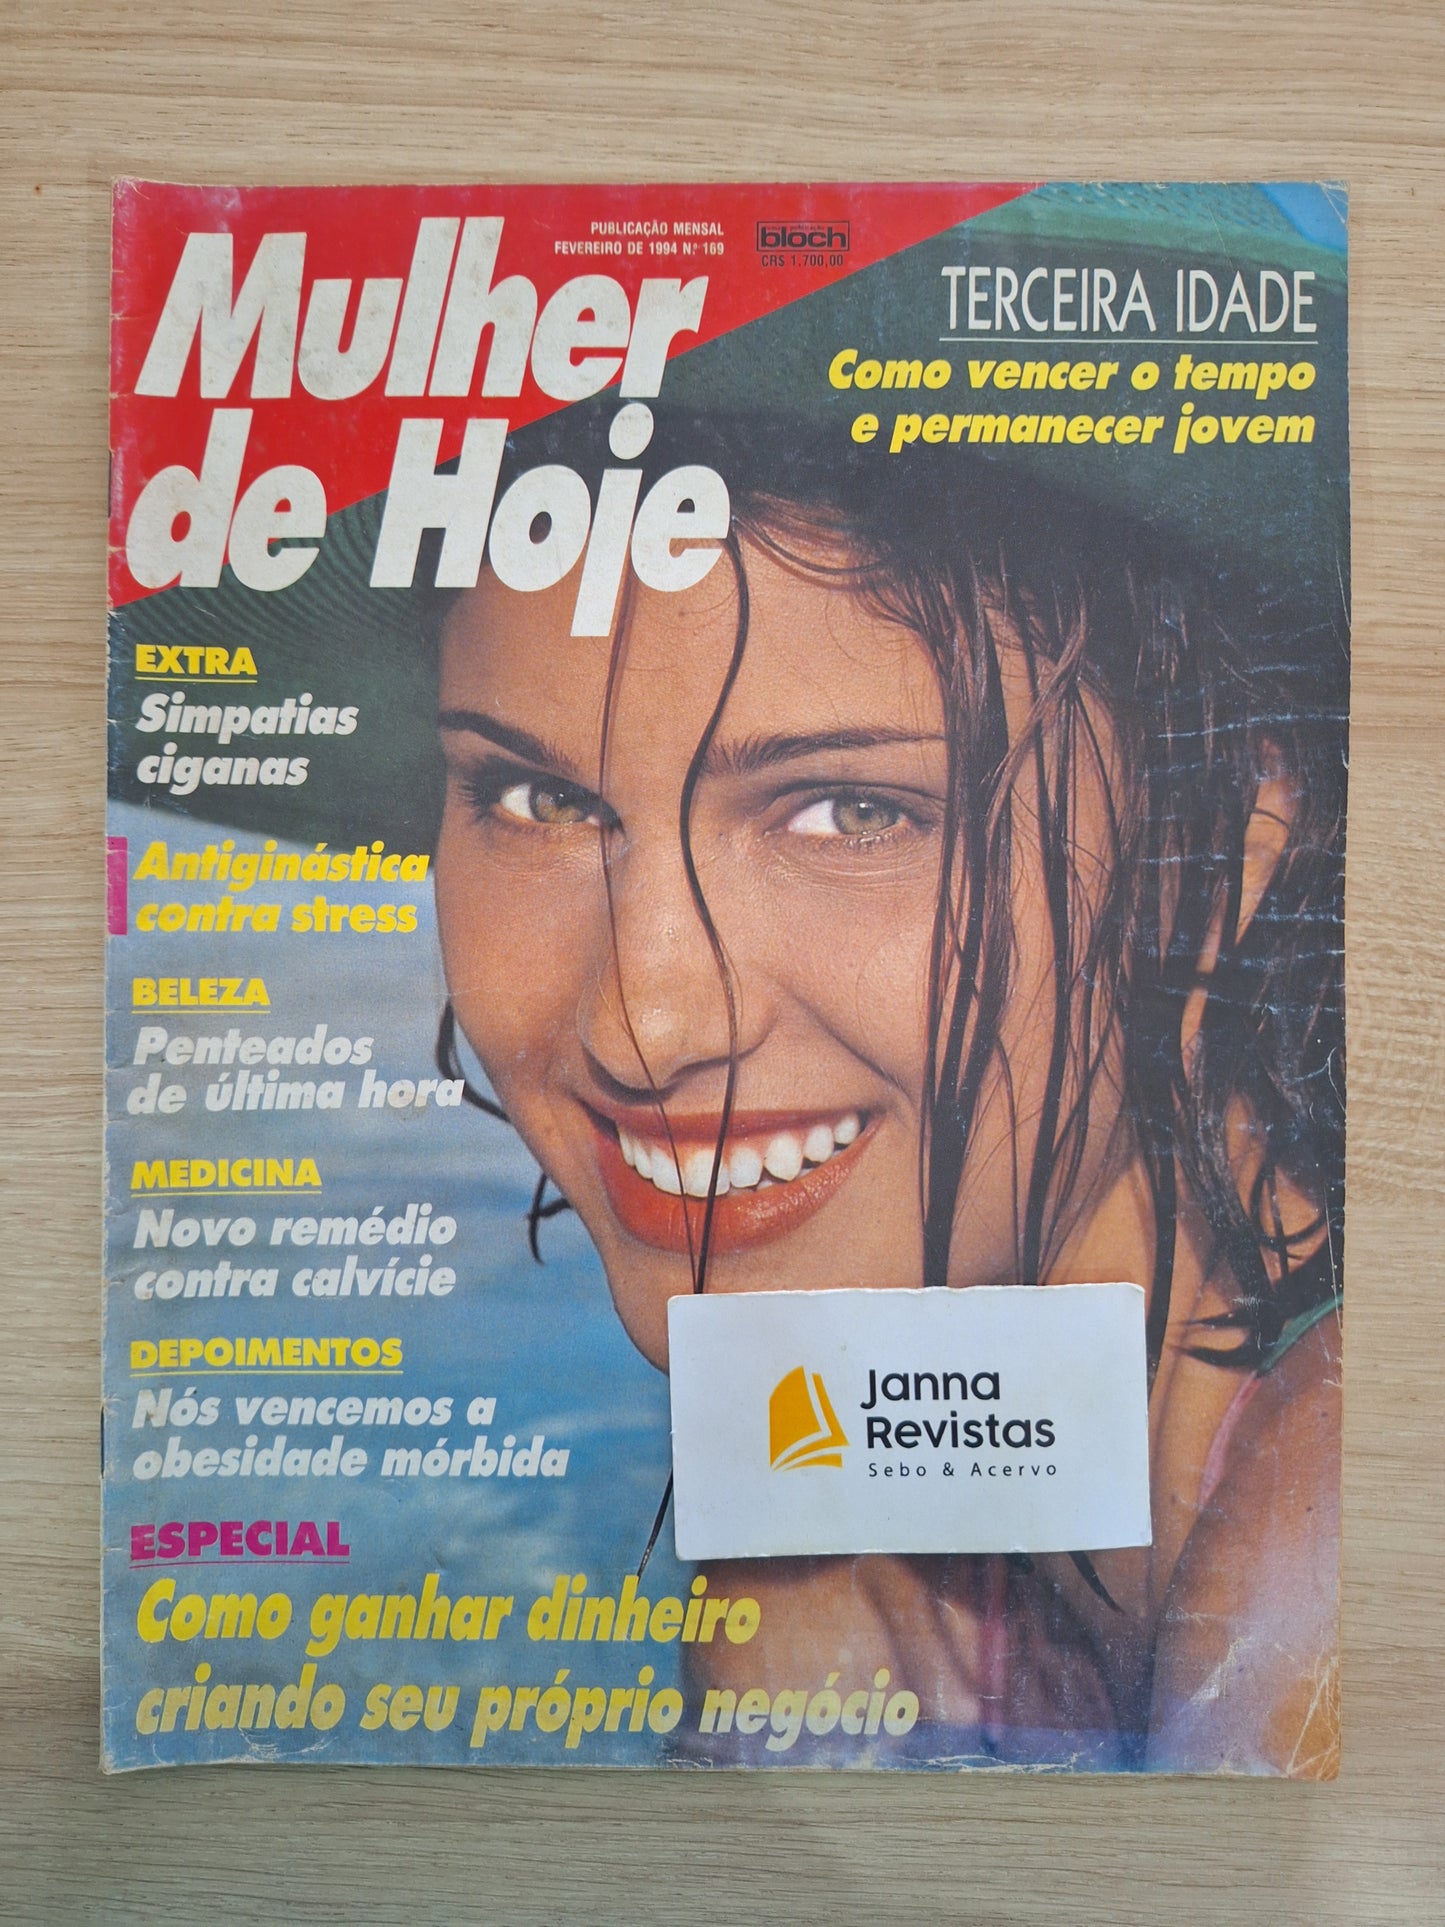 PUBLICAÇÃO MENSAL
FEVEREIRO DE 1994 N.º 169
uma publicação
bloch
CR$ 1.700,00
Mulher
de Hoje
TERCEIRA IDADE
Como vencer o tempo
e permanecer jovem
EXTRA
Simpatias
ciganas
Antiginástica
contra stress
BELEZA
Penteados
de última hora
MEDICINA
Novo remédio
contra calvície
DEPOIMENTOS
Nós vencemos a
obesidade mórbida
ESPECIAL
Como ganhar dinheiro
criando seu próprio negócio
Janna
Revistas
Sebo & Acervo